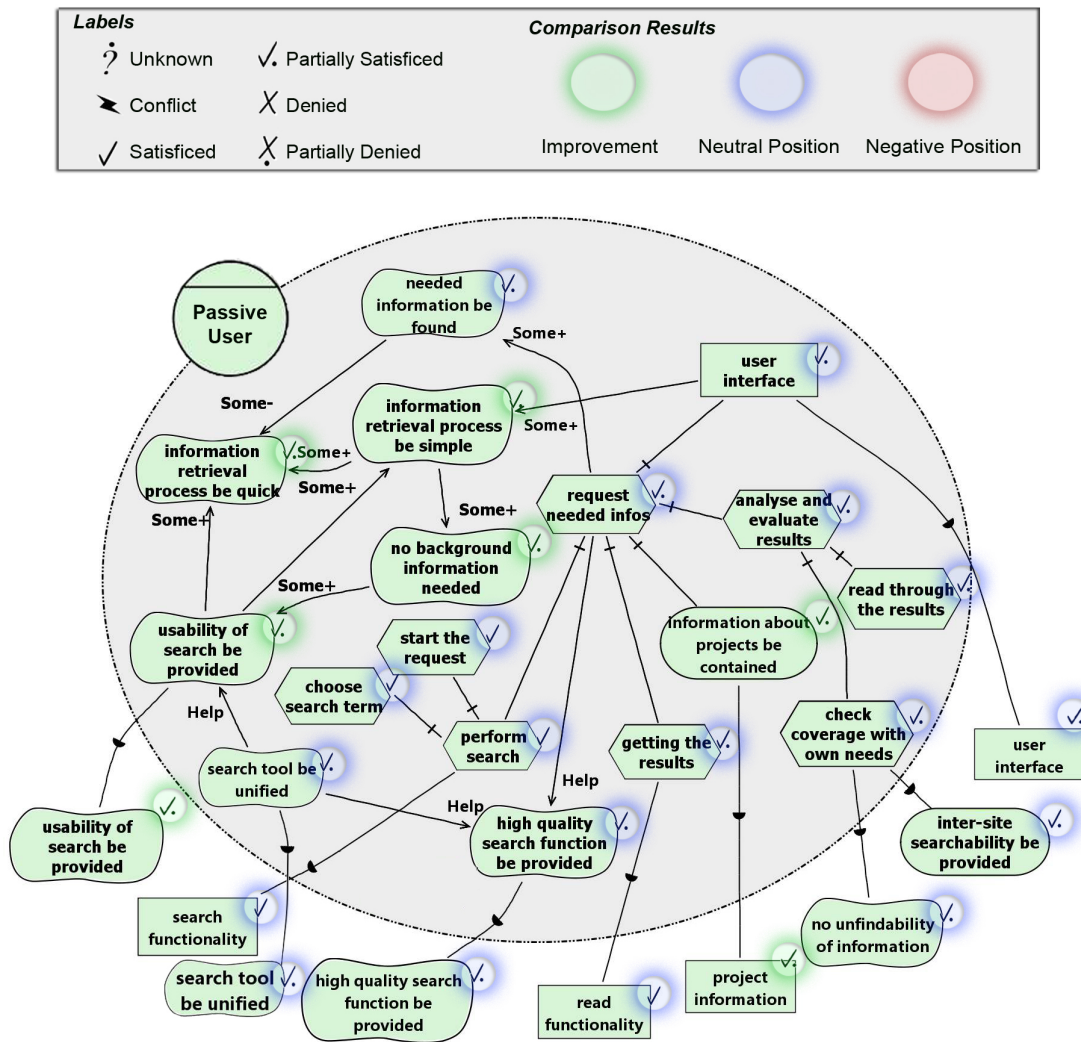 Labels
Unknown
Partially Satisficed
Conflict
Denied
Satisficed
Partially Denied
Comparison Results
Improvement
Neutral Position
Negative Position
Passive
User
needed
information be
found
Some+
user
interface
Some-
information
retrieval process
be simple
Some+
information
retrieval
process be quick
Some+
Some+
Some+
request
needed infos
analyse and
evaluate
results
Some+
no background
information
needed
read through
the results
Some+
usability of
search be
provided
start the
request
information about
projects be
contained
choose
search term
Help
perform
search
getting the
results
check
coverage with
own needs
user
interface
search tool be
unified
Help
Help
high quality
search function
be provided
usability of
search be
provided
inter-site
searchability be
provided
search
functionality
no unfindability
of information
search tool
be unified
high quality search
function be
provided
read
functionality
project
information